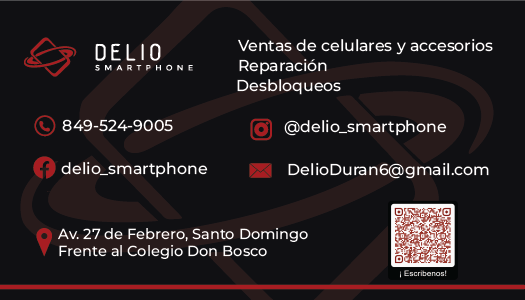 DELIO
SMARTPHONE
Ventas de celulares y accesorios
Reparación
Desbloqueos
849-524-9005
@delio_smartphone
delio_smartphone
DelioDuran6@gmail.com
Av. 27 de Febrero, Santo Domingo
Frente al Colegio Don Bosco
¡ Escribenos!